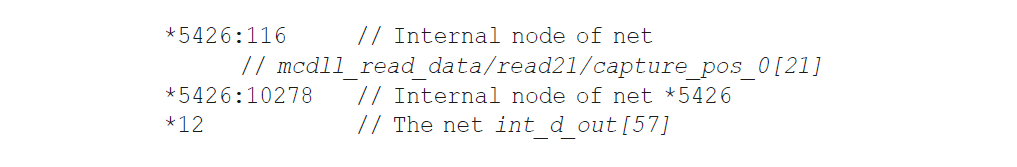 *5426:116 // Internal node of net
// mcdll_read_data/read21/capture_pos_0[21]
*5426:10278 // Internal node of net *5426
*12 // The net int_d_out[57]